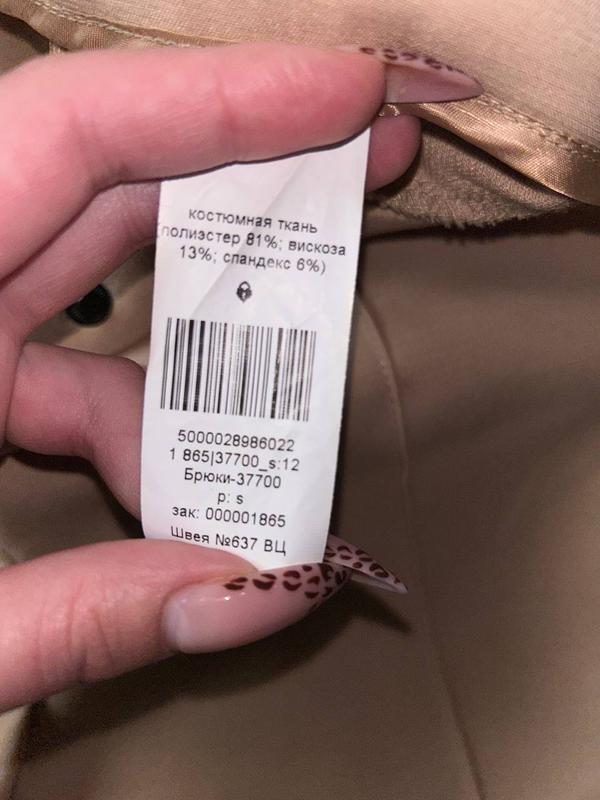 костюмная ткань
(полиэстер 81%; вискоза
13%; спандекс 6%)
5000028986022
1 865|37700_s:12
Брюки-37700
р: s
зак: 000001865
Швея №637 ВЦ